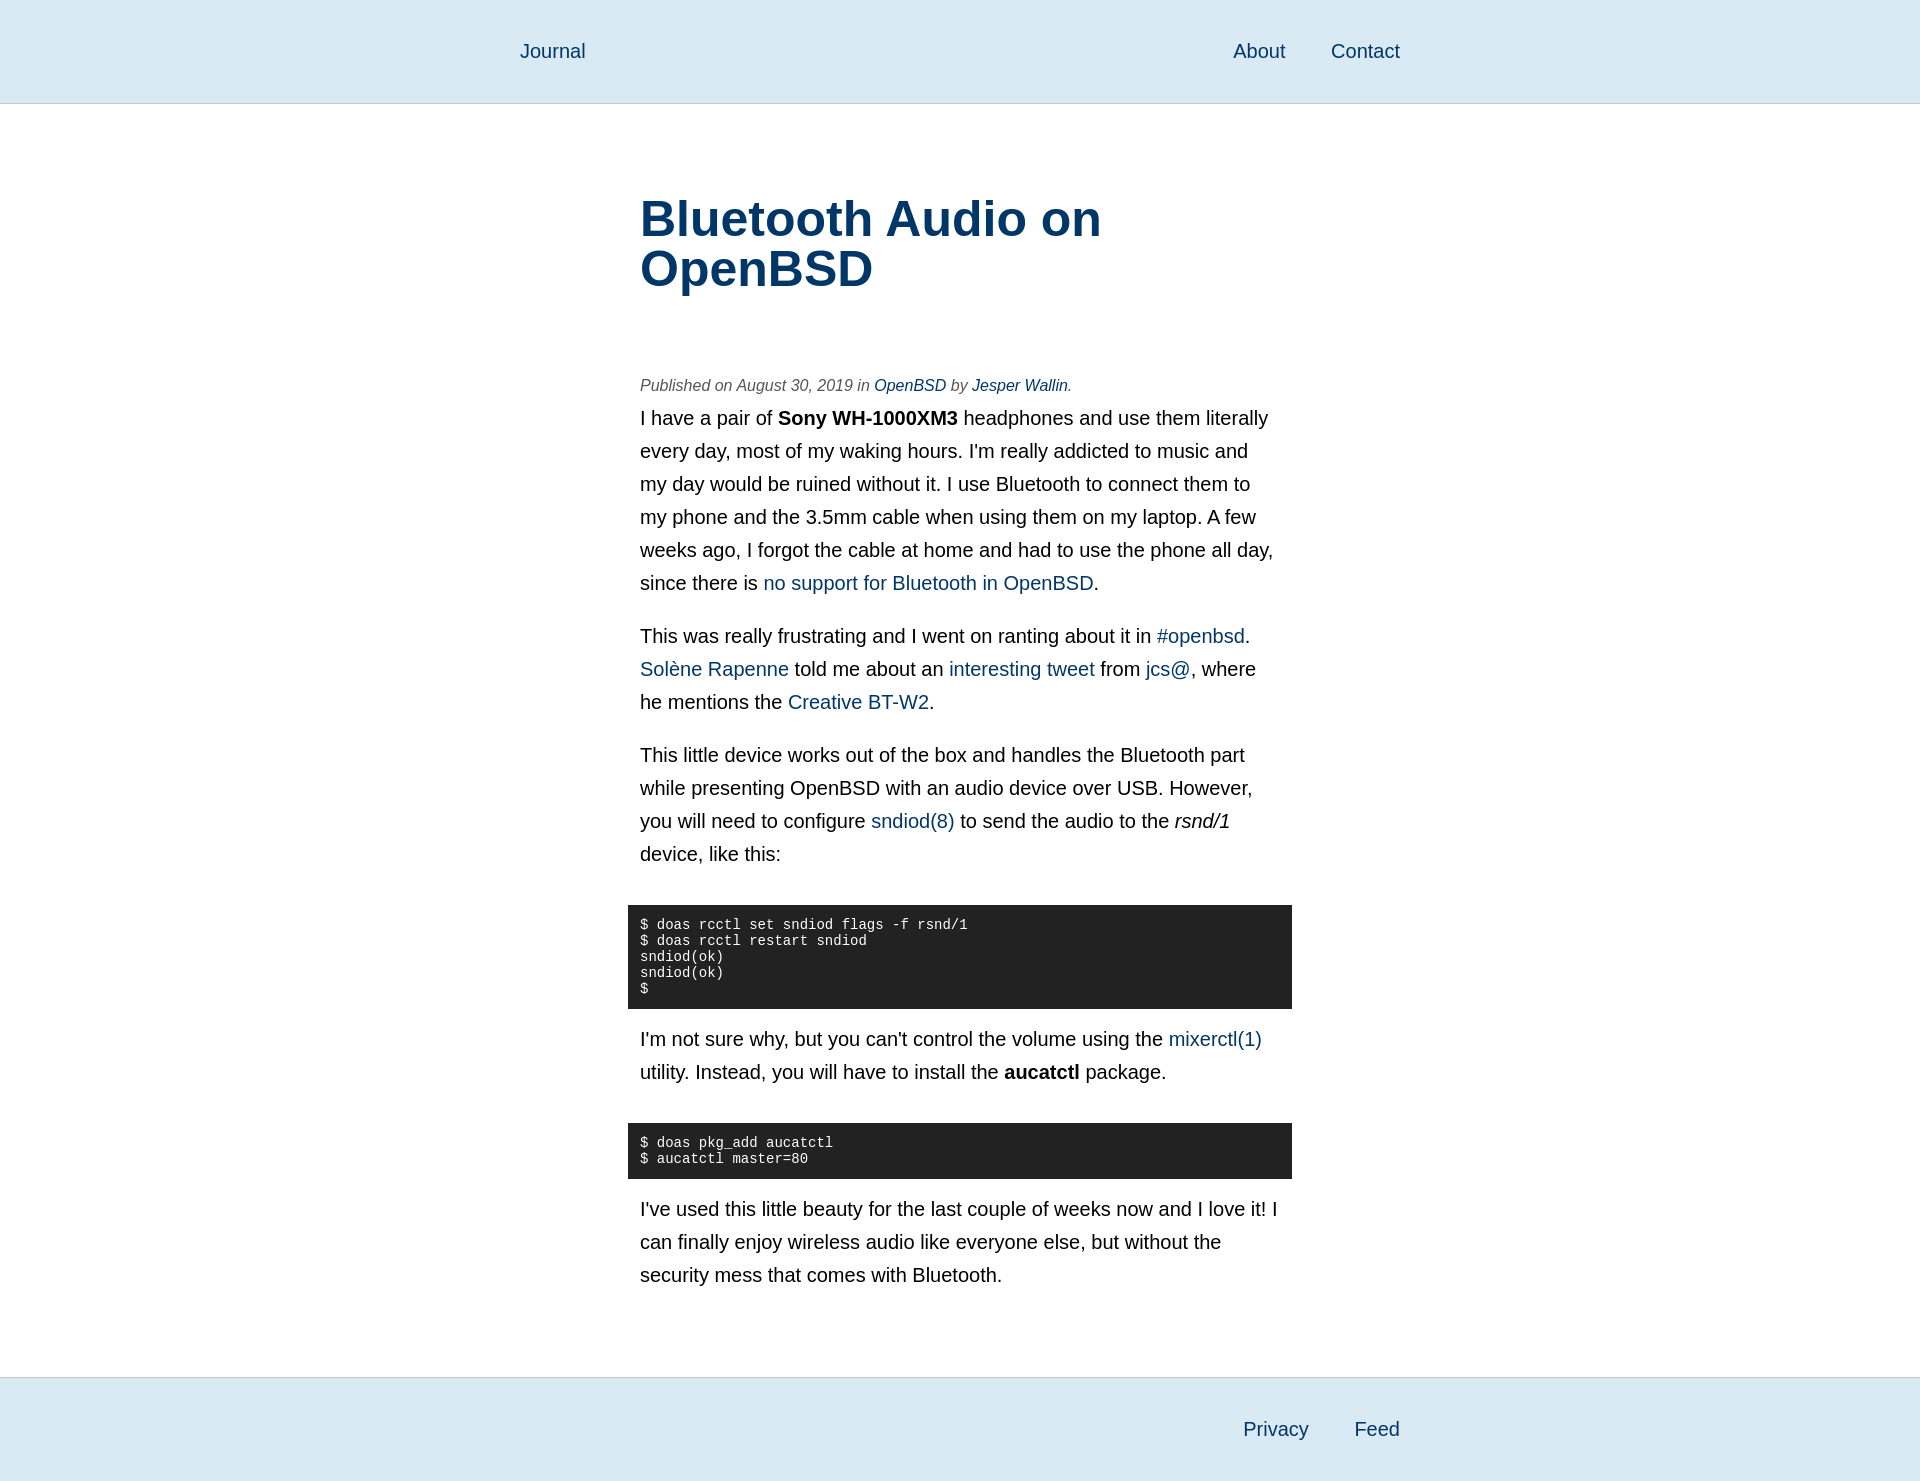 Journal About Contact
Bluetooth Audio on
OpenBSD
Published on August 30, 2019 in OpenBSD by Jesper Wallin.
I have a pair of Sony WH-1000XM3 headphones and use them literally
every day, most of my waking hours. I'm really addicted to music and
my day would be ruined without it. I use Bluetooth to connect them to
my phone and the 3.5mm cable when using them on my laptop. A few
weeks ago, I forgot the cable at home and had to use the phone all day,
since there is no support for Bluetooth in OpenBSD.
This was really frustrating and I went on ranting about it in #openbsd.
Solène Rapenne told me about an interesting tweet from jcs@, where
he mentions the Creative BT-W2.
This little device works out of the box and handles the Bluetooth part
while presenting OpenBSD with an audio device over USB. However,
you will need to configure sndiod(8) to send the audio to the rsnd/1
device, like this:
$ doas rcctl set sndiod flags -f rsnd/1
$ doas rcctl restart sndiod
sndiod(ok)
sndiod(ok)
$
I'm not sure why, but you can't control the volume using the mixerctl(1)
utility. Instead, you will have to install the aucatctl package.
$ doas pkg_add aucatctl
$ aucatctl master=80
I've used this little beauty for the last couple of weeks now and I love it! I
can finally enjoy wireless audio like everyone else, but without the
security mess that comes with Bluetooth.
Privacy Feed